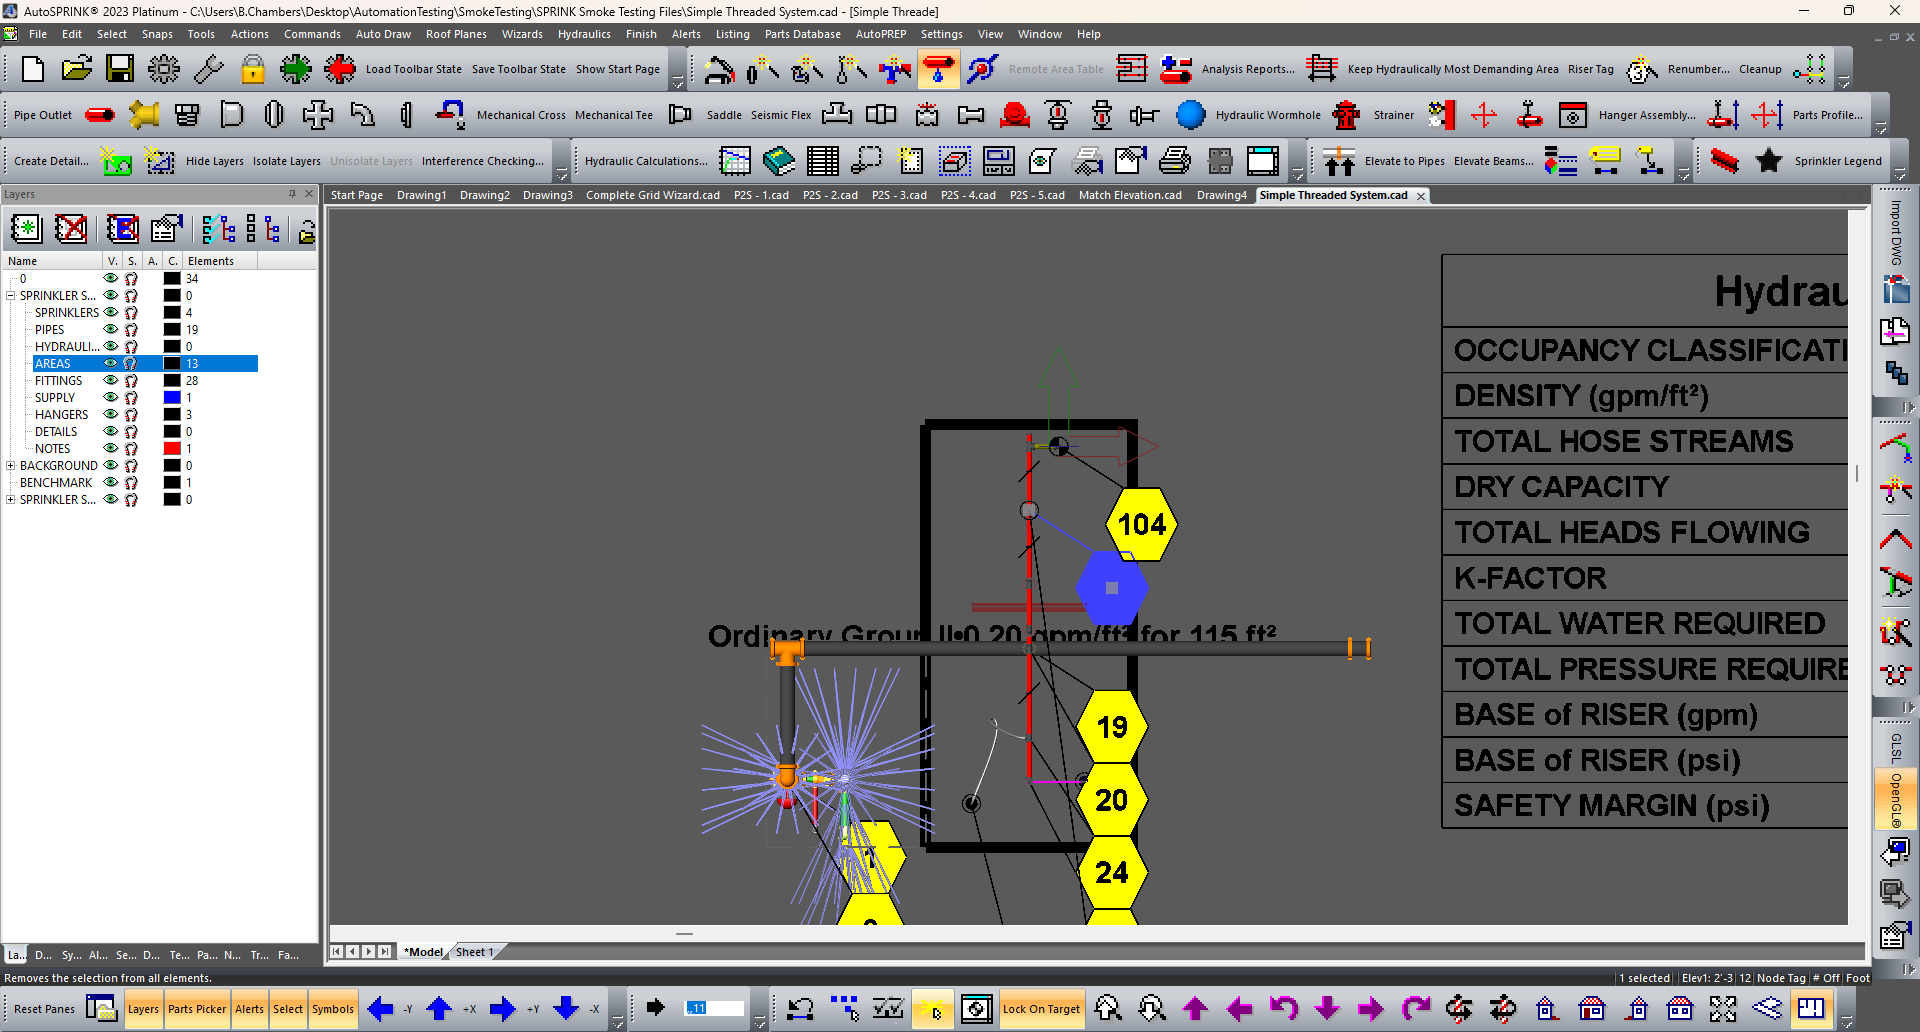 AutoSPRINK® 2023 Platinum - C:\Users\B.Chambers\Desktop\AutomationTesting\SmokeTesting\SPRINK Smoke Testing Files\Simple Threaded System.cad - [Simple Threade]
File Edit Select Snaps Tools Actions Commands Auto Draw Roof Planes Wizards Hydraulics Finish Alerts Listing Parts Database AutoPREP Settings View Window Help
Load Toolbar State Save Toolbar State Show Start Page Remote Area Table Analysis Reports... Keep Hydraulically Most Demanding Area Riser Tag Renumber... Cleanup
Pipe Outlet Mechanical Cross Mechanical Tee Saddle Seismic Flex Hydraulic Wormhole Strainer Hanger Assembly... Parts Profile...
Create Detail... Hide Layers Isolate Layers Unisolate Layers Interference Checking... Hydraulic Calculations... Elevate to Pipes Elevate Beams... Sprinkler Legend
Layers
Start Page Drawing1 Drawing2 Drawing3 Complete Grid Wizard.cad P2S - 1.cad P2S - 2.cad P2S - 3.cad P2S - 4.cad P2S - 5.cad Match Elevation.cad Drawing4 Simple Threaded System.cad
Name V. S. A. C. Elements
0 34
SPRINKLER S... 0
SPRINKLERS 4
PIPES 19
HYDRAULI... 0
AREAS 13
FITTINGS 28
SUPPLY 1
HANGERS 3
DETAILS 0
NOTES 1
BACKGROUND 0
BENCHMARK 1
SPRINKLER S... 0
Hydrau
OCCUPANCY CLASSIFICATI
DENSITY (gpm/ft²)
TOTAL HOSE STREAMS
DRY CAPACITY
TOTAL HEADS FLOWING
K-FACTOR
TOTAL WATER REQUIRED
TOTAL PRESSURE REQUIRE
BASE of RISER (gpm)
BASE of RISER (psi)
SAFETY MARGIN (psi)
104
Ordinary Group II•0.20 gpm/ft² for 115 ft²
19
20
24
1
Import DWG
GLSL
OpenGL®
La... D... Sy... Al... Se... D... Te... Pa... N... Tr... Fa...
*Model Sheet 1
Removes the selection from all elements.
1 selected Elev1: 2'-3 12 Node Tag # Off Foot
Reset Panes Layers Parts Picker Alerts Select Symbols -Y +X +Y -X ,,11 Lock On Target